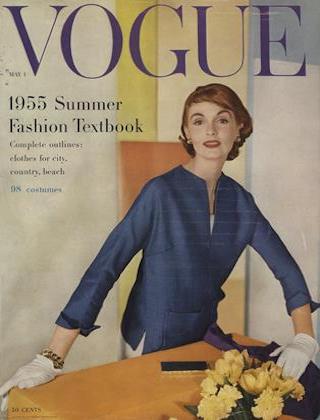 VOGUE
MAY 1
1955 Summer
Fashion Textbook
Complete outlines:
clothes for city,
country, beach
98 costumes
50 CENTS